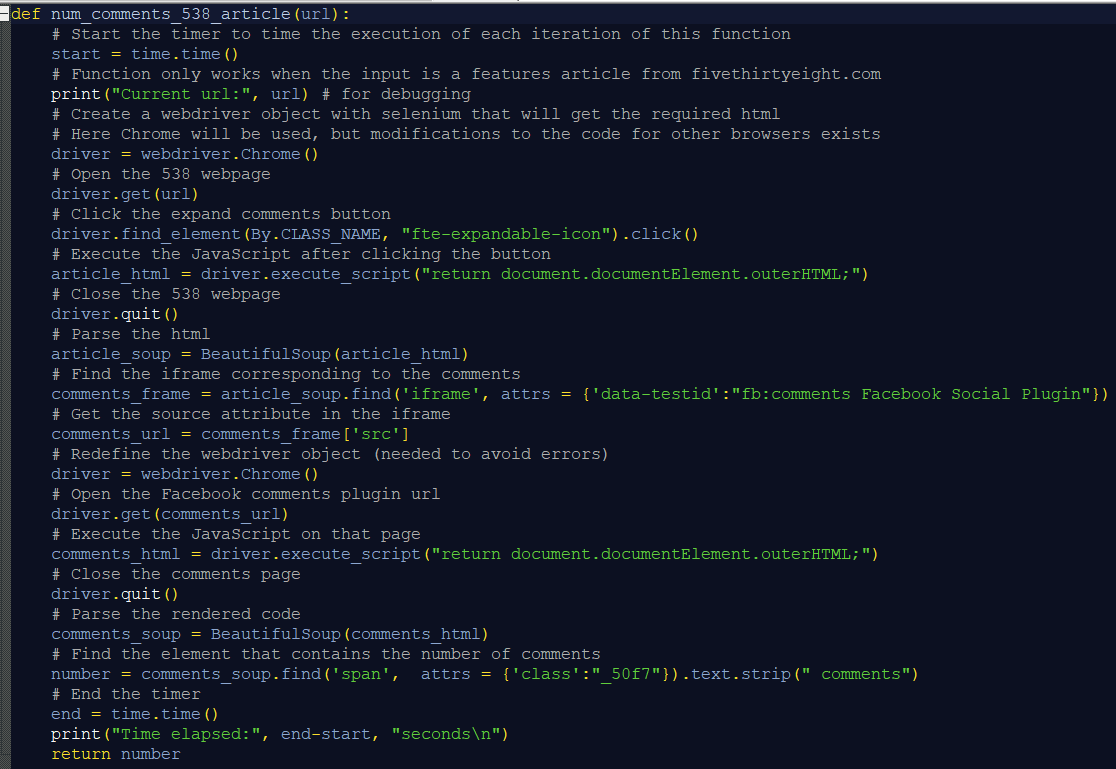 def num_comments_538_article(url):
    # Start the timer to time the execution of each iteration of this function
    start = time.time()
    # Function only works when the input is a features article from fivethirtyeight.com
    print("Current url:", url) # for debugging
    # Create a webdriver object with selenium that will get the required html
    # Here Chrome will be used, but modifications to the code for other browsers exists
    driver = webdriver.Chrome()
    # Open the 538 webpage
    driver.get(url)
    # Click the expand comments button
    driver.find_element(By.CLASS_NAME, "fte-expandable-icon").click()
    # Execute the JavaScript after clicking the button
    article_html = driver.execute_script("return document.documentElement.outerHTML;")
    # Close the 538 webpage
    driver.quit()
    # Parse the html
    article_soup = BeautifulSoup(article_html)
    # Find the iframe corresponding to the comments
    comments_frame = article_soup.find('iframe', attrs = {'data-testid':"fb:comments Facebook Social Plugin"})
    # Get the source attribute in the iframe
    comments_url = comments_frame['src']
    # Redefine the webdriver object (needed to avoid errors)
    driver = webdriver.Chrome()
    # Open the Facebook comments plugin url
    driver.get(comments_url)
    # Execute the JavaScript on that page
    comments_html = driver.execute_script("return document.documentElement.outerHTML;")
    # Close the comments page
    driver.quit()
    # Parse the rendered code
    comments_soup = BeautifulSoup(comments_html)
    # Find the element that contains the number of comments
    number = comments_soup.find('span',  attrs = {'class':"_50f7"}).text.strip(" comments")
    # End the timer
    end = time.time()
    print("Time elapsed:", end-start, "seconds\n")
    return number